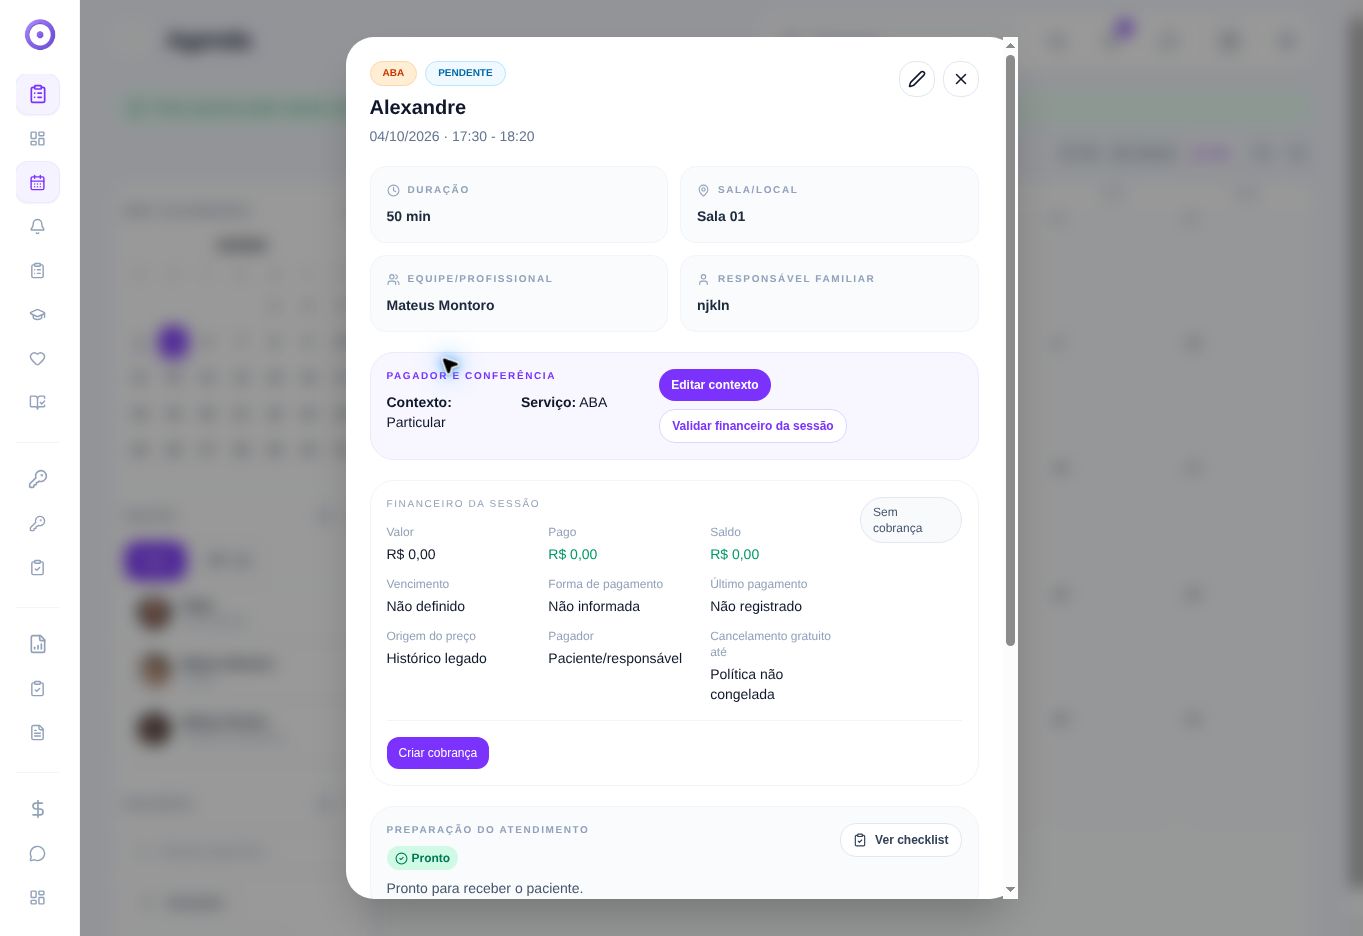 Agenda
ABA
PENDENTE
Alexandre
04/10/2026 · 17:30 - 18:20
DURAÇÃO
50 min
SALA/LOCAL
Sala 01
EQUIPE/PROFISSIONAL
Mateus Montoro
RESPONSÁVEL FAMILIAR
njkln
PAGADOR E CONFERÊNCIA
Contexto:
Particular
Serviço: ABA
Editar contexto
Validar financeiro da sessão
FINANCEIRO DA SESSÃO
Sem
cobrança
Valor
R$ 0,00
Pago
R$ 0,00
Saldo
R$ 0,00
Vencimento
Não definido
Forma de pagamento
Não informada
Último pagamento
Não registrado
Origem do preço
Histórico legado
Pagador
Paciente/responsável
Cancelamento gratuito
até
Política não
congelada
Criar cobrança
PREPARAÇÃO DO ATENDIMENTO
Pronto
Ver checklist
Pronto para receber o paciente.